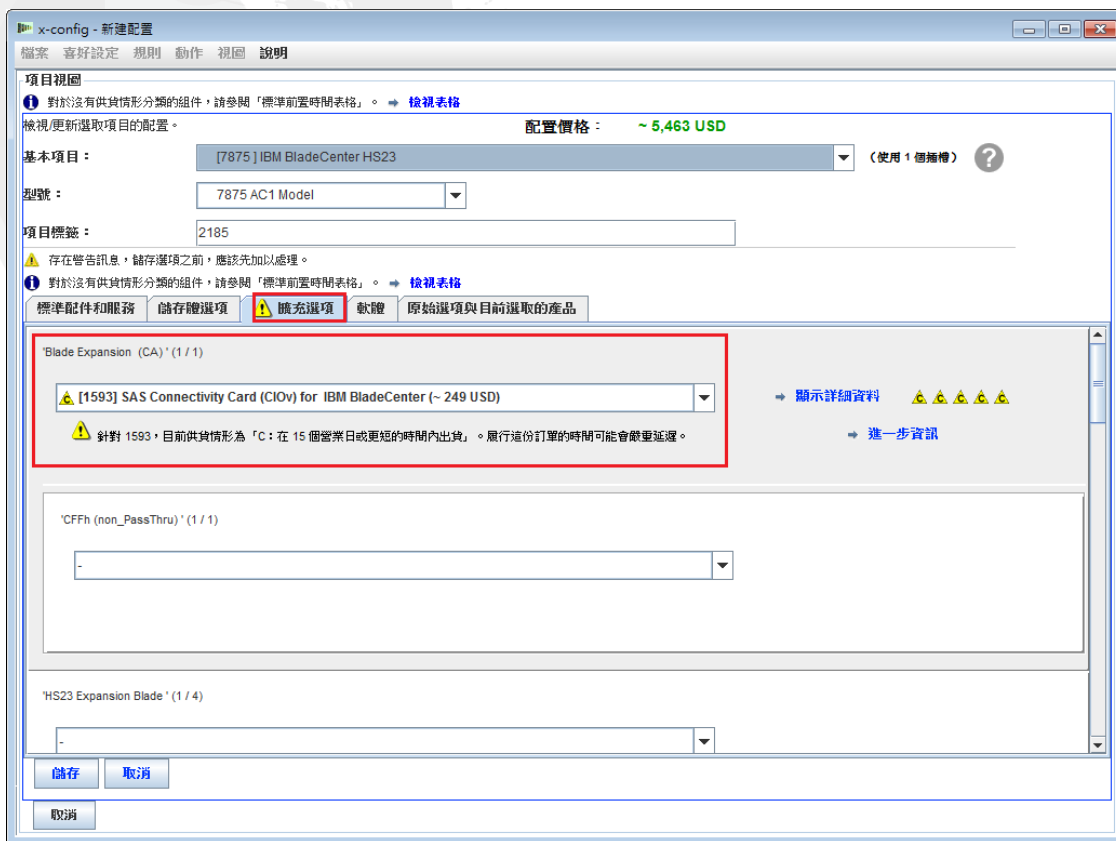 x-config - 新建配置
檔案 喜好設定 規則 動作 視圖 說明
項目視圖
對於沒有供貨情形分類的組件，請參閱「標準前置時間表格」。 ➡ 檢視表格
檢視/更新選取項目的配置。 配置價格： ~ 5,463 USD
基本項目： [7875 ] IBM BladeCenter HS23 （使用 1 個插槽） ?
型號： 7875 AC1 Model
項目標籤： 2185
存在警告訊息，儲存選項之前，應該先加以處理。
對於沒有供貨情形分類的組件，請參閱「標準前置時間表格」。 ➡ 檢視表格
標準配件和服務 儲存體選項 擴充選項 軟體 原始選項與目前選取的產品
'Blade Expansion (CA) ' (1 / 1)
[1593] SAS Connectivity Card (CIOv) for IBM BladeCenter (~ 249 USD) ➡ 顯示詳細資料 C C C C C
針對 1593，目前供貨情形為「C：在 15 個營業日或更短的時間內出貨」。履行這份訂單的時間可能會嚴重延遲。 ➡ 進一步資訊
'CFFh (non_PassThru) ' (1 / 1)
-
'HS23 Expansion Blade ' (1 / 4)
-
儲存 取消
取消